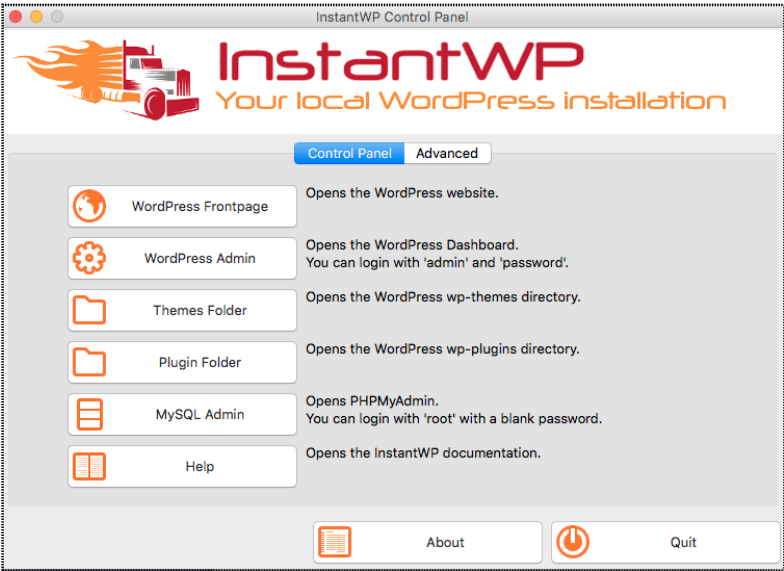 InstantWP Control Panel
InstantWP
Your local WordPress installation
Control Panel
Advanced
WordPress Frontpage
Opens the WordPress website.
WordPress Admin
Opens the WordPress Dashboard.
You can login with 'admin' and 'password'.
Themes Folder
Opens the WordPress wp-themes directory.
Plugin Folder
Opens the WordPress wp-plugins directory.
MySQL Admin
Opens PHPMyAdmin.
You can login with 'root' with a blank password.
Help
Opens the InstantWP documentation.
About
Quit